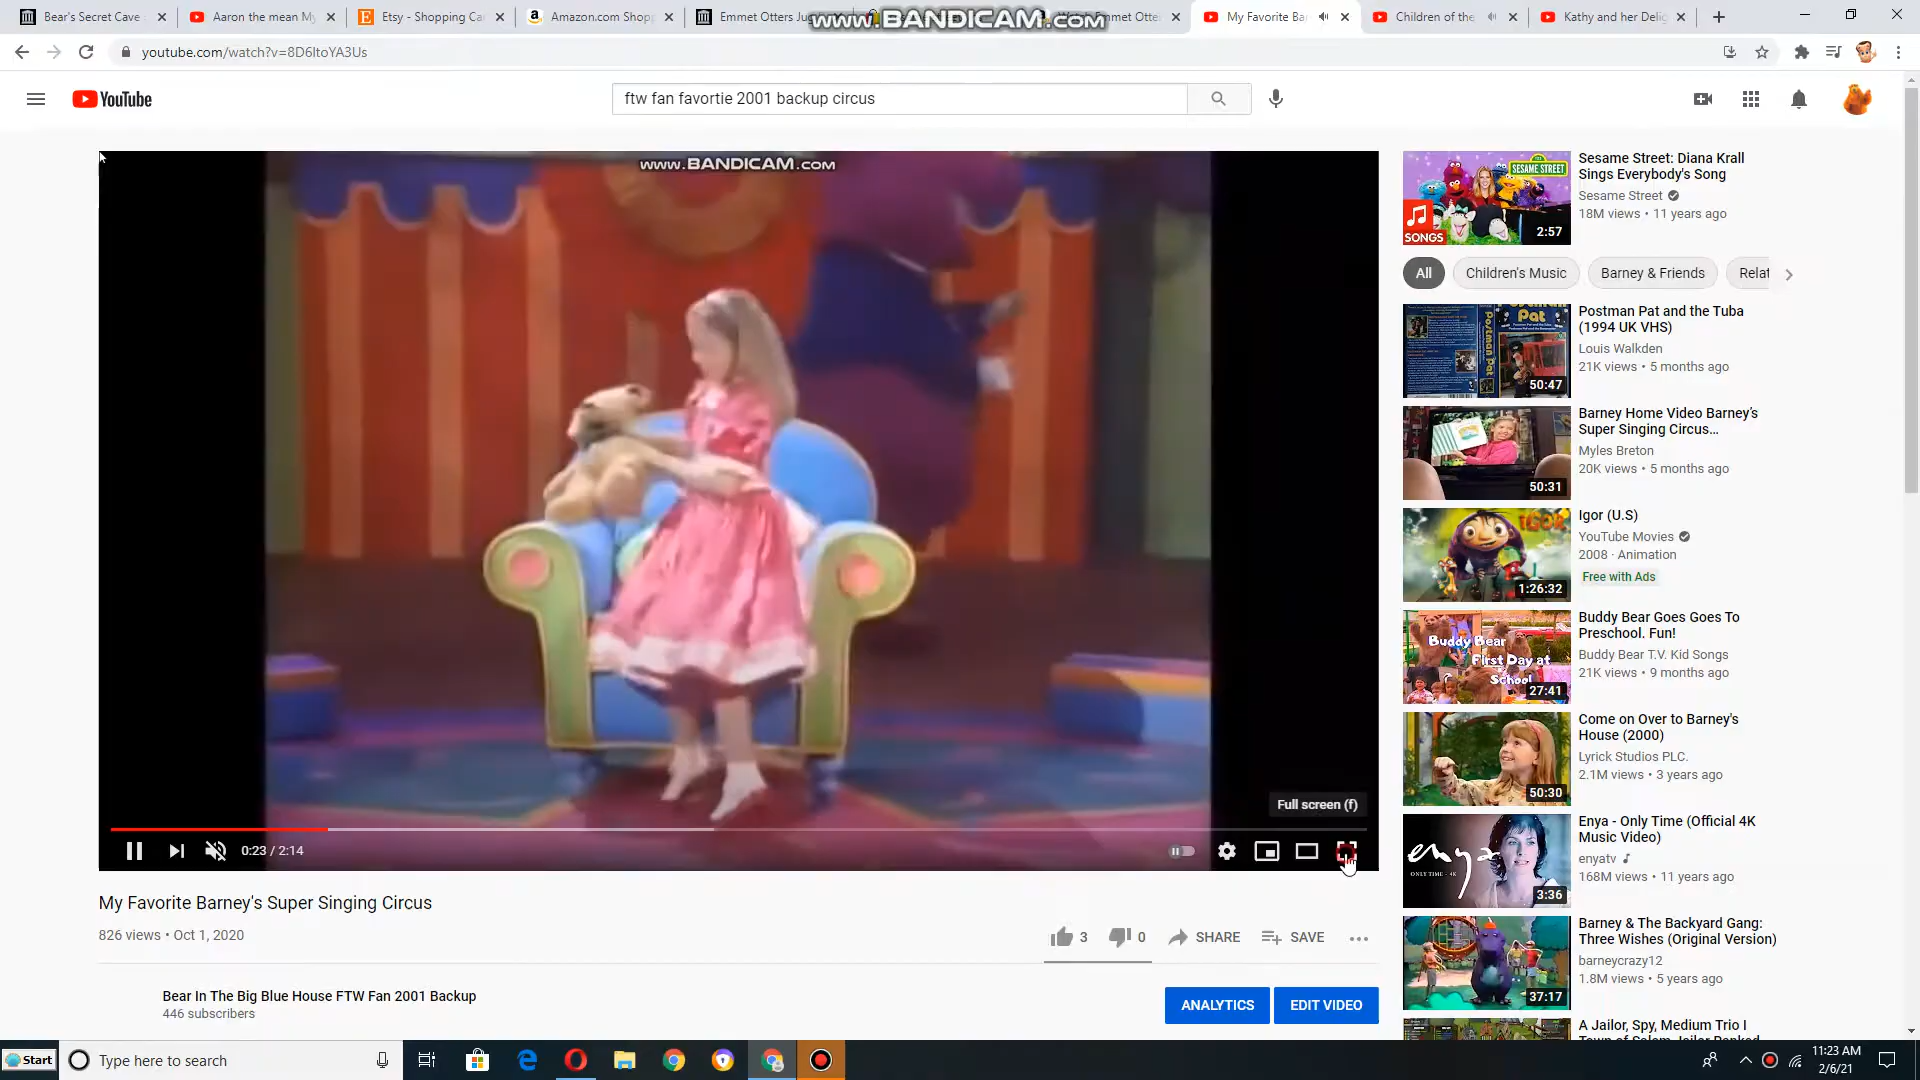 Bear's Secret Cave
Aaron the mean My
Etsy - Shopping Ca
Amazon.com Shop
Emmet Otters Ju
www.BANDICAM.com
Emmet Otte
My Favorite Ba
Children of the
Kathy and her Deli
youtube.com/watch?v=8D6ltoYA3Us
YouTube
ftw fan favortie 2001 backup circus
www.BANDICAM.com
Full screen (f)
0:23 / 2:14
My Favorite Barney's Super Singing Circus
826 views • Oct 1, 2020
3
0
SHARE
SAVE
Bear In The Big Blue House FTW Fan 2001 Backup
446 subscribers
ANALYTICS
EDIT VIDEO
SESAME STREET
SONGS
2:57
Sesame Street: Diana Krall
Sings Everybody's Song
Sesame Street
18M views • 11 years ago
All
Children's Music
Barney & Friends
Relat
Pat
Postman Pat
50:47
Postman Pat and the Tuba
(1994 UK VHS)
Louis Walkden
21K views • 5 months ago
50:31
Barney Home Video Barney's
Super Singing Circus…
Myles Breton
20K views • 5 months ago
IGOR
1:26:32
Igor (U.S)
YouTube Movies
2008 · Animation
Free with Ads
Buddy Bear
First Day at
School
27:41
Buddy Bear Goes Goes To
Preschool. Fun!
Buddy Bear T.V. Kid Songs
21K views • 9 months ago
50:30
Come on Over to Barney's
House (2000)
Lyrick Studios PLC.
2.1M views • 3 years ago
enya
ONLY TIME - 4K
3:36
Enya - Only Time (Official 4K
Music Video)
enyatv
168M views • 11 years ago
37:17
Barney & The Backyard Gang:
Three Wishes (Original Version)
barneycrazy12
1.8M views • 5 years ago
A Jailor, Spy, Medium Trio I
Start
Type here to search
11:23 AM
2/6/21